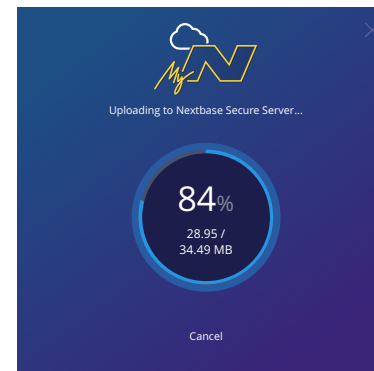 My N
Uploading to Nextbase Secure Server...
84%
28.95 /
34.49 MB
Cancel